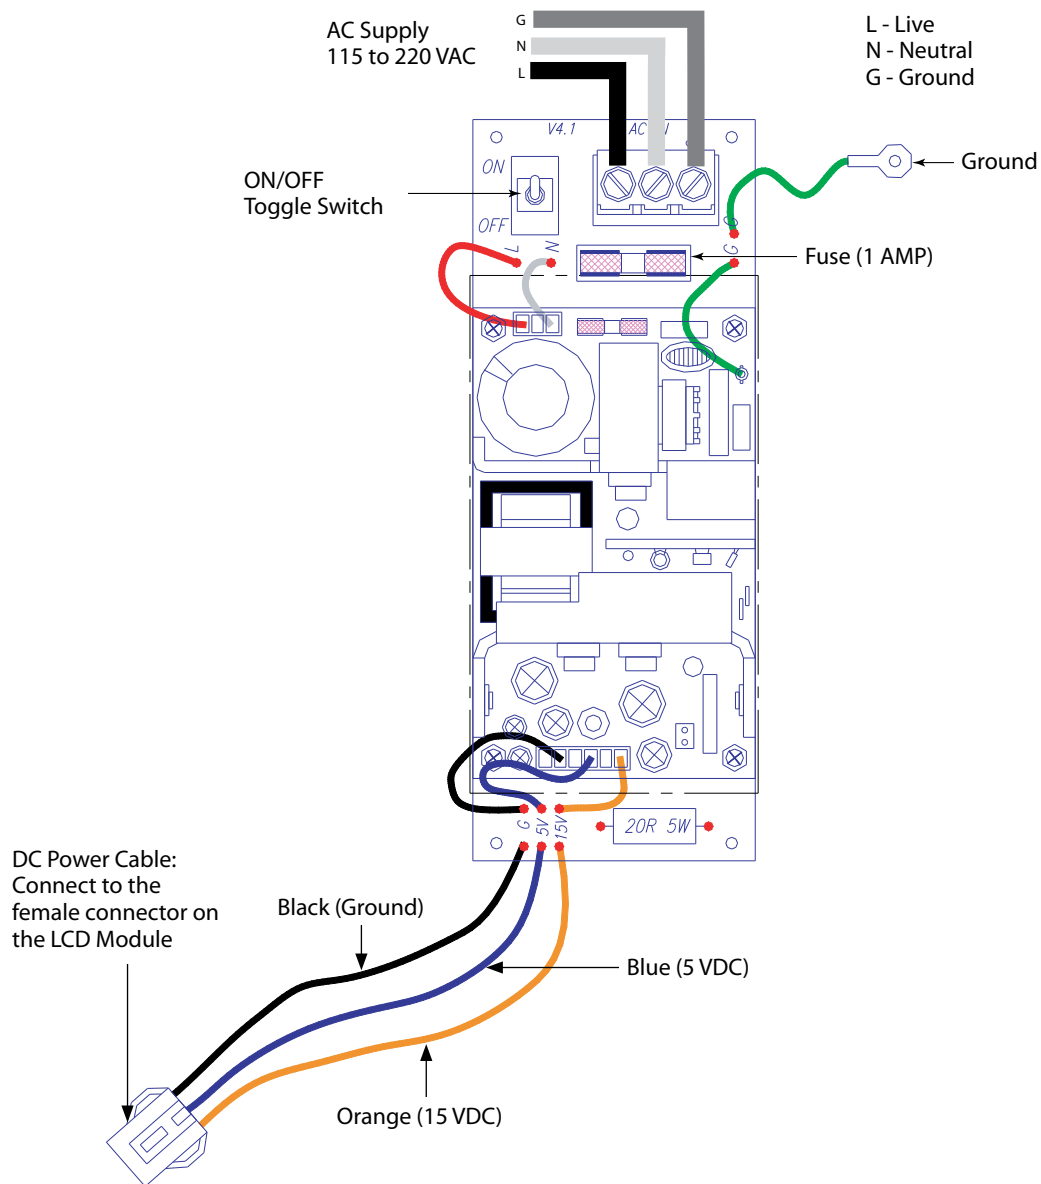 AC Supply
115 to 220 VAC
G
N
L
L - Live
N - Neutral
G - Ground
V4.1
ON
OFF
ON/OFF
Toggle Switch
Ground
G
G
L
N
Fuse (1 AMP)
G
5V
15V
20R 5W
DC Power Cable:
Connect to the
female connector on
the LCD Module
Black (Ground)
Blue (5 VDC)
Orange (15 VDC)